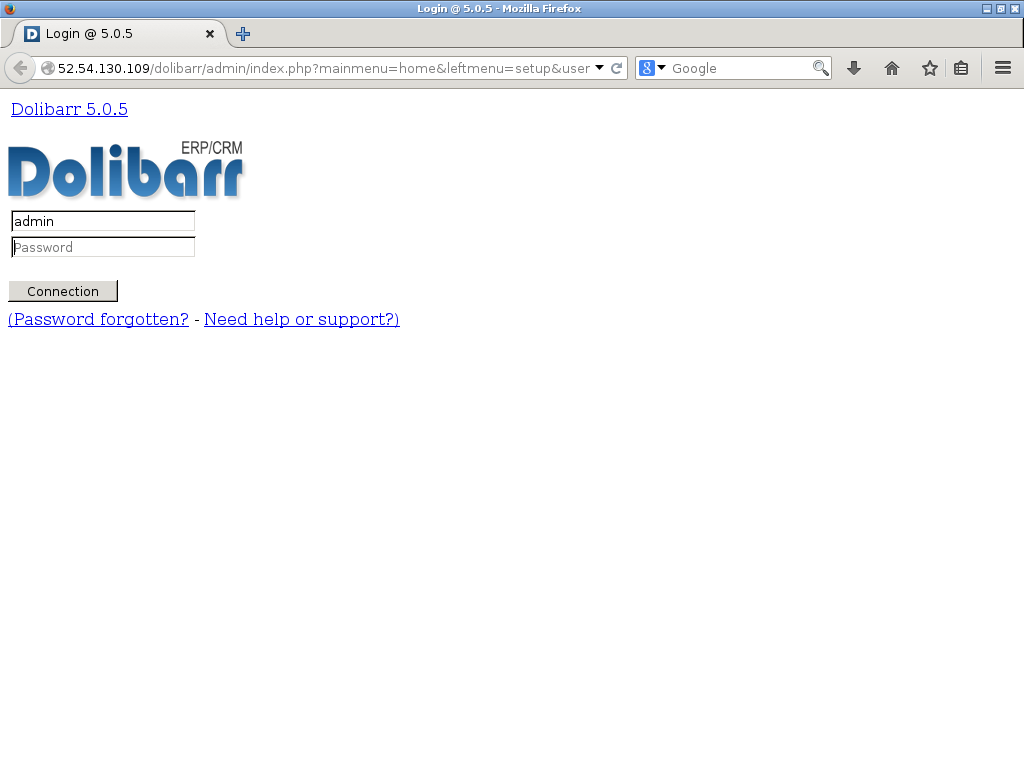 Login @ 5.0.5 - Mozilla Firefox
Login @ 5.0.5
52.54.130.109/dolibarr/admin/index.php?mainmenu=home&leftmenu=setup&user
Google
Dolibarr 5.0.5
ERP/CRM
Dolibarr
admin
Password
Connection
(Password forgotten? - Need help or support?)